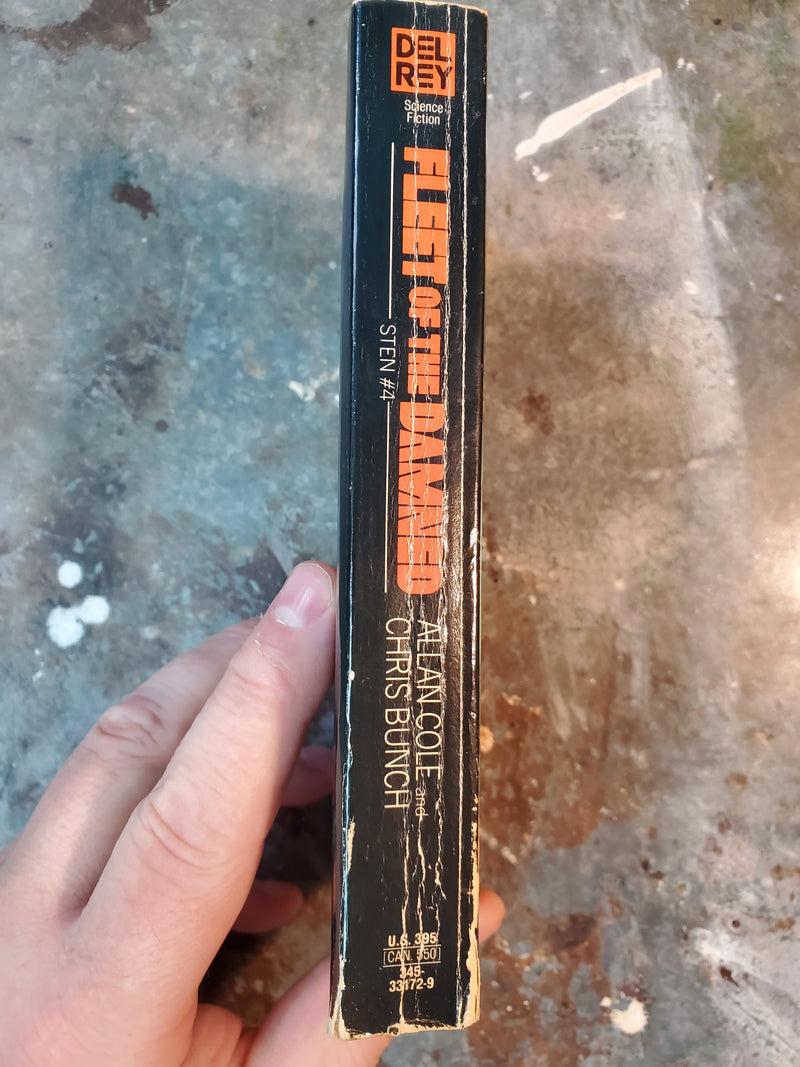 DEL
REY
Science
Fiction
FLEET OF THE DAMNED
STEN #4
ALLAN COLE and
CHRIS BUNCH
U.S. 395
CAN. 550
345-
33172-9